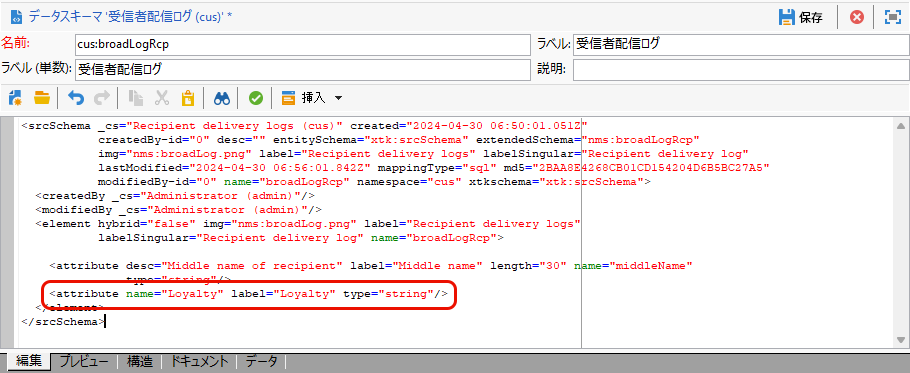 データスキーマ '受信者配信ログ (cus)' *
保存
名前: cus:broadLogRcp ラベル: 受信者配信ログ
ラベル (単数): 受信者配信ログ 説明:
挿入
<srcSchema _cs="Recipient delivery logs (cus)" created="2024-04-30 06:50:01.051Z"
createdBy-id="0" desc="" entitySchema="xtk:srcSchema" extendedSchema="nms:broadLogRcp"
img="nms:broadLog.png" label="Recipient delivery logs" labelSingular="Recipient delivery log"
lastModified="2024-04-30 06:56:01.842Z" mappingType="sql" md5="2BAA8E4268CB01CD154204D6B5BC27A5"
modifiedBy-id="0" name="broadLogRcp" namespace="cus" xtkschema="xtk:srcSchema">
<createdBy _cs="Administrator (admin)"/>
<modifiedBy _cs="Administrator (admin)"/>
<element hybrid="false" img="nms:broadLog.png" label="Recipient delivery logs"
labelSingular="Recipient delivery log" name="broadLogRcp">
<attribute desc="Middle name of recipient" label="Middle name" length="30" name="middleName"
type="string"/>
<attribute name="Loyalty" label="Loyalty" type="string"/>
</element>
</srcSchema>
編集 プレビュー 構造 ドキュメント データ